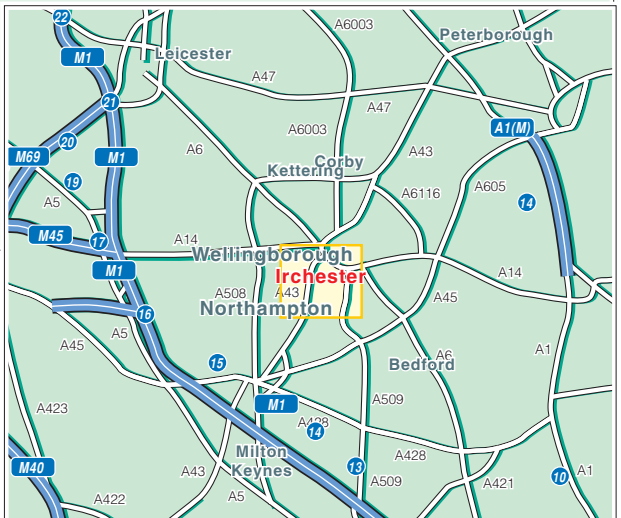 22
A6003
Peterborough
M1
Leicester
A47
21
A47
A6003
A1(M)
20
A6
A43
M69
M1
Corby
Kettering
19
A6116
A605
A5
14
M45
17
A14
Wellingborough
M1
Irchester
A14
A508
A43
A45
Northampton
16
A5
A45
A1
15
A6
Bedford
A423
M1
A509
A428
14
Milton
Keynes
A428
M40
A43
13
A509
A421
10
A1
A422
A5